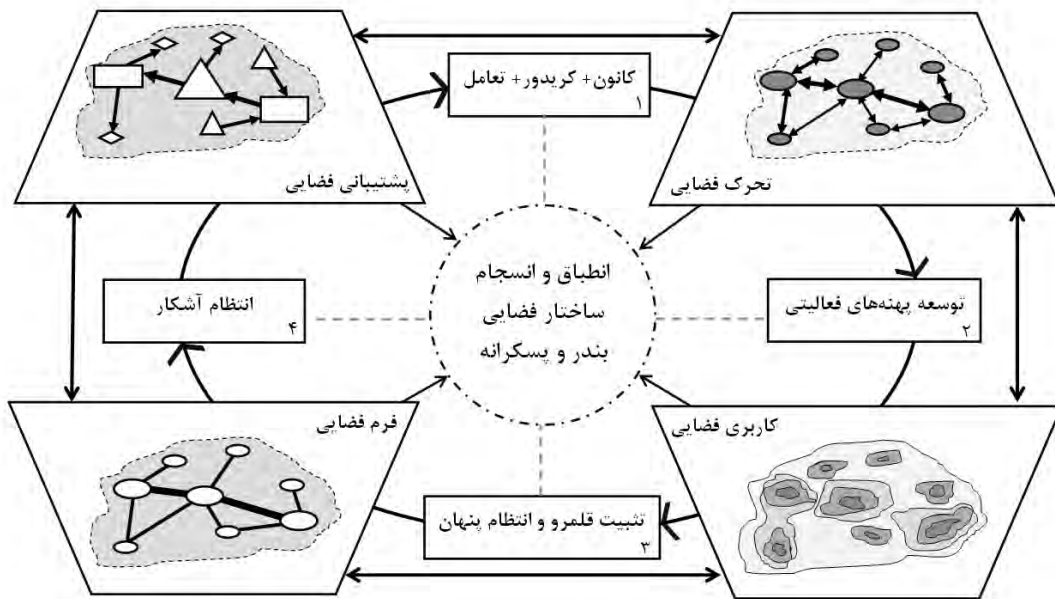 کانون+ کریدور+ تعامل
۱
پشتیبانی فضایی
تحرک فضایی
انطباق و انسجام
ساختار فضایی
بندر و پسکرانه
انتظام آشکار
۴
توسعه پهنه‌های فعالیتی
۲
فرم فضایی
کاربری فضایی
تثبیت قلمرو و انتظام پنهان
۳